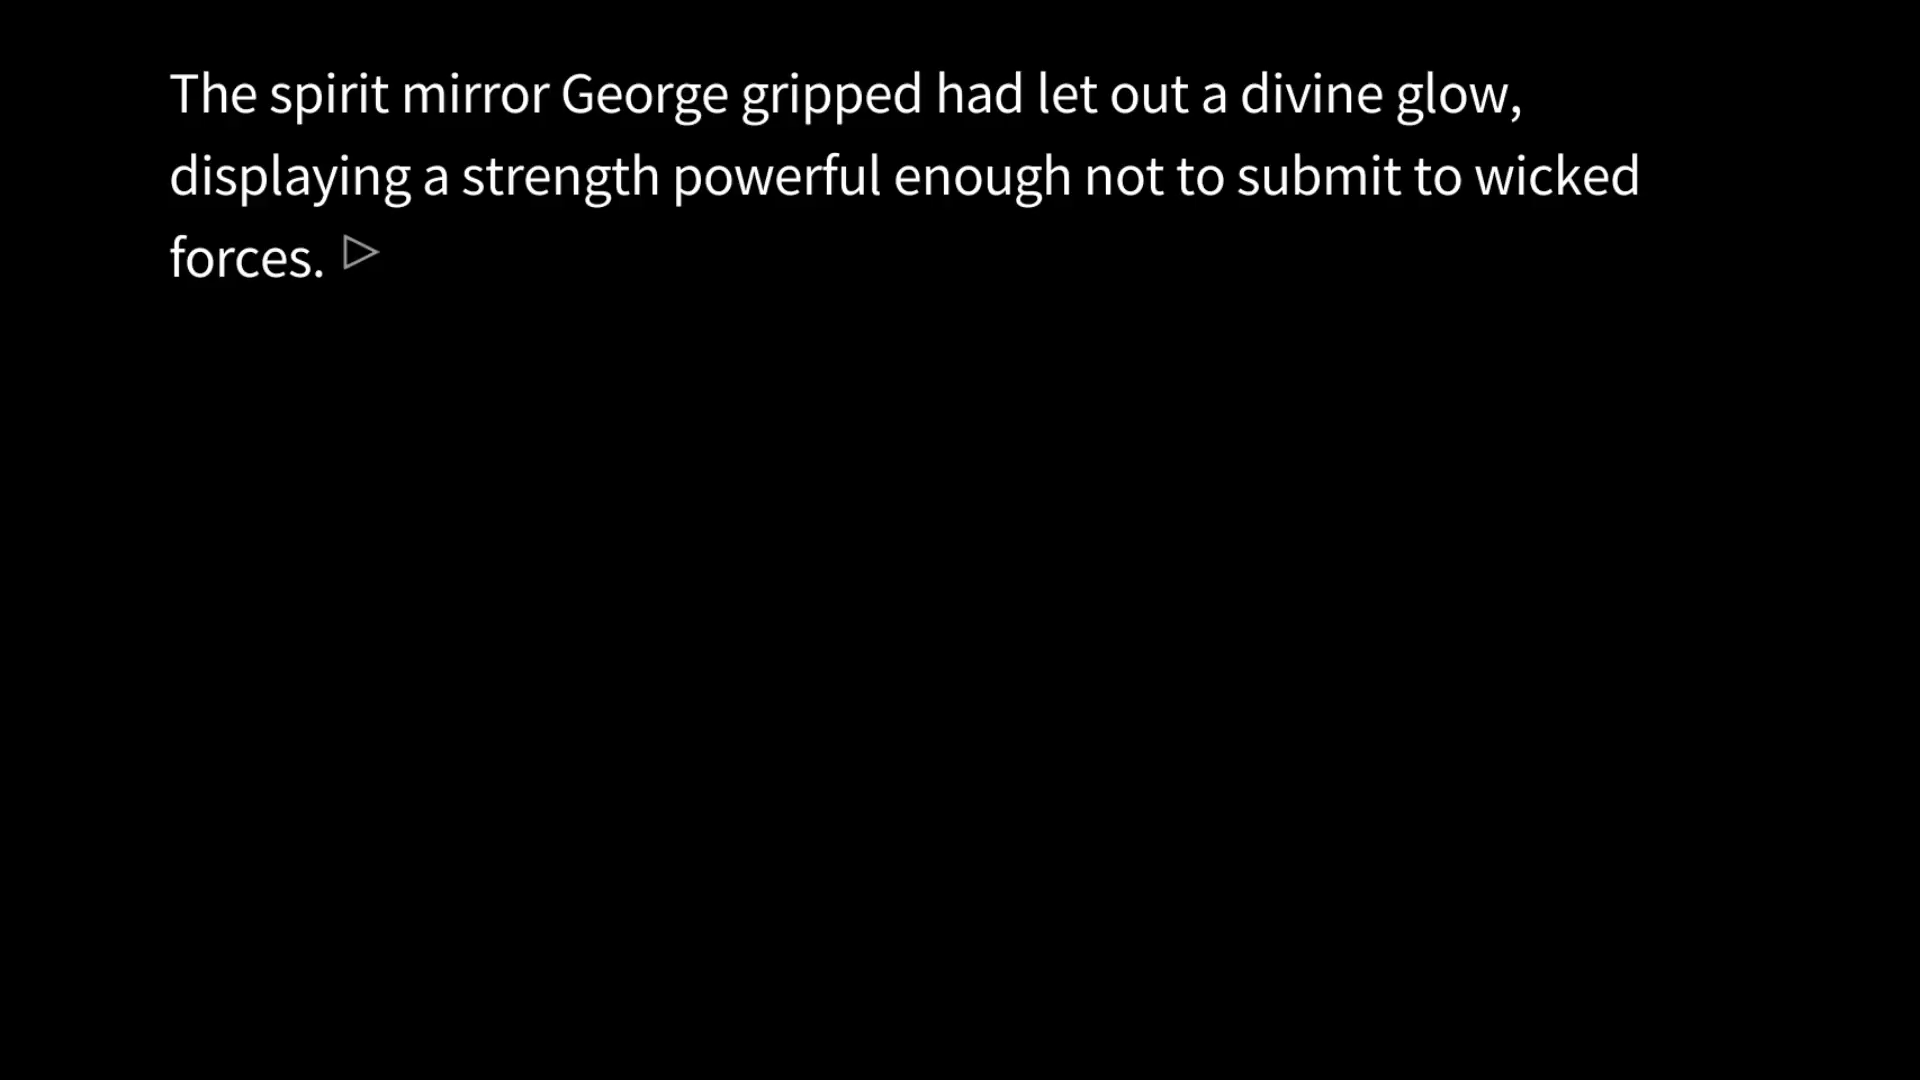 The spirit mirror George gripped had let out a divine glow,
displaying a strength powerful enough not to submit to wicked
forces.